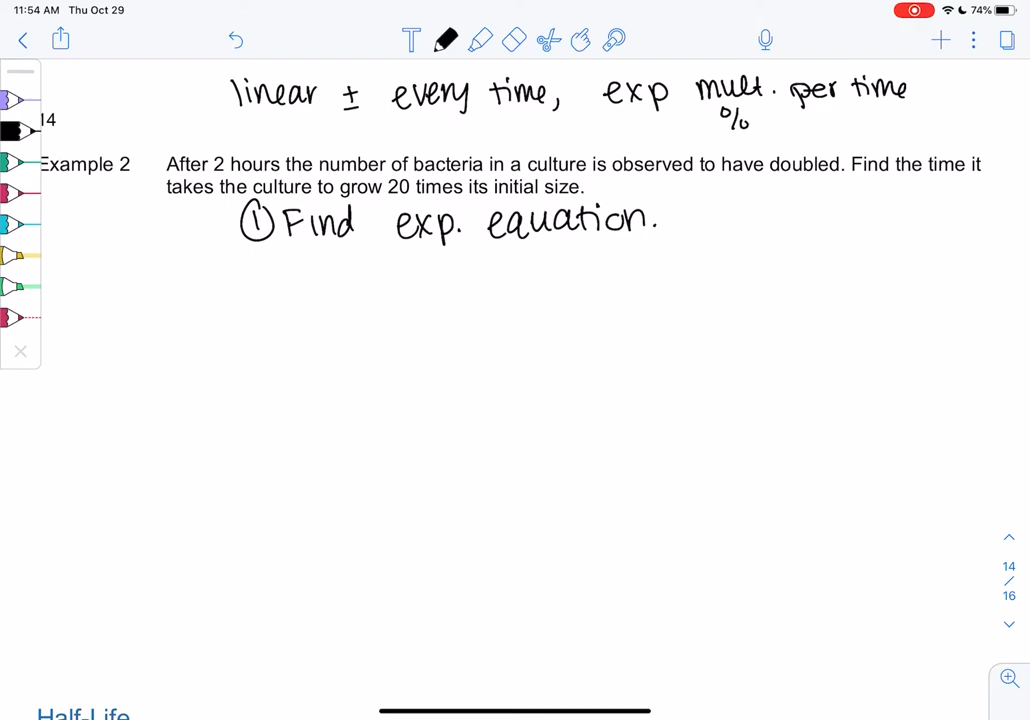 11:54 AM Thu Oct 29
74%
linear ± every time, exp mult. per time
%
14
Example 2 After 2 hours the number of bacteria in a culture is observed to have doubled. Find the time it
takes the culture to grow 20 times its initial size.
① Find exp. equation.
14
/
16
Half-Life